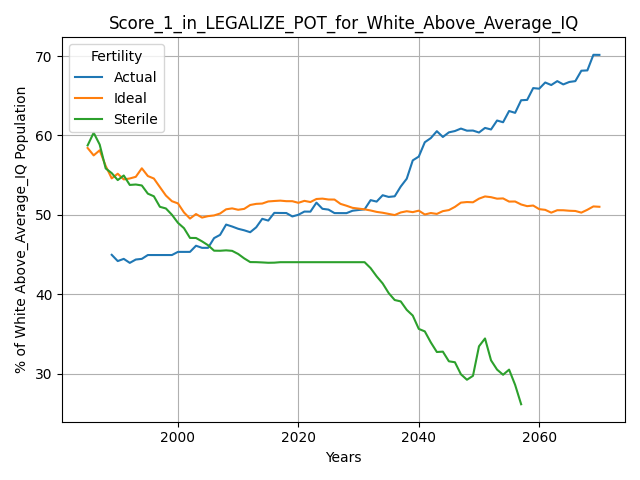 Score_1_in_LEGALIZE_POT_for_White_Above_Average_IQ
Fertility
Actual
Ideal
Sterile
% of White Above_Average_IQ Population
70
60
50
40
30
2000
2020
2040
2060
Years